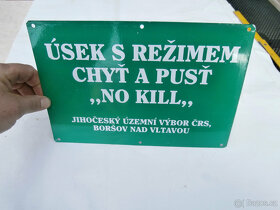 ÚSEK S REŽIMEM
CHYŤ A PUSŤ
,,NO KILL,,
JIHOČESKÝ ÚZEMNÍ VÝBOR ČRS,
BORŠOV NAD VLTAVOU